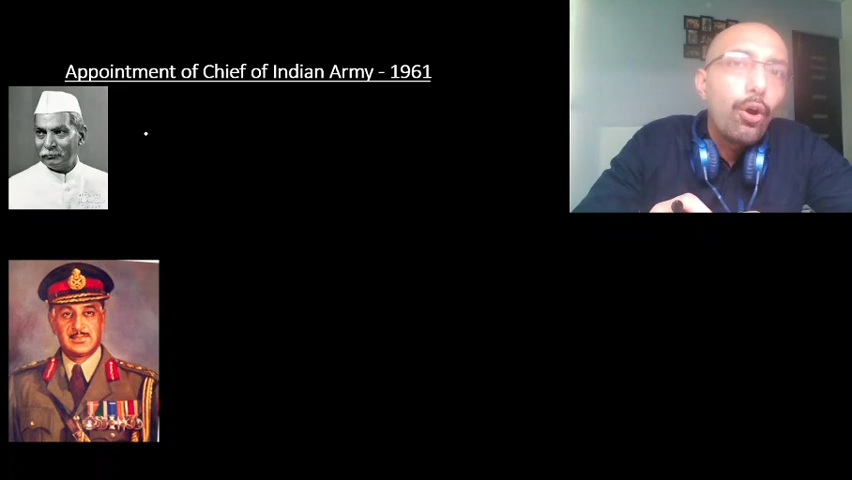 Appointment of Chief of Indian Army - 1961